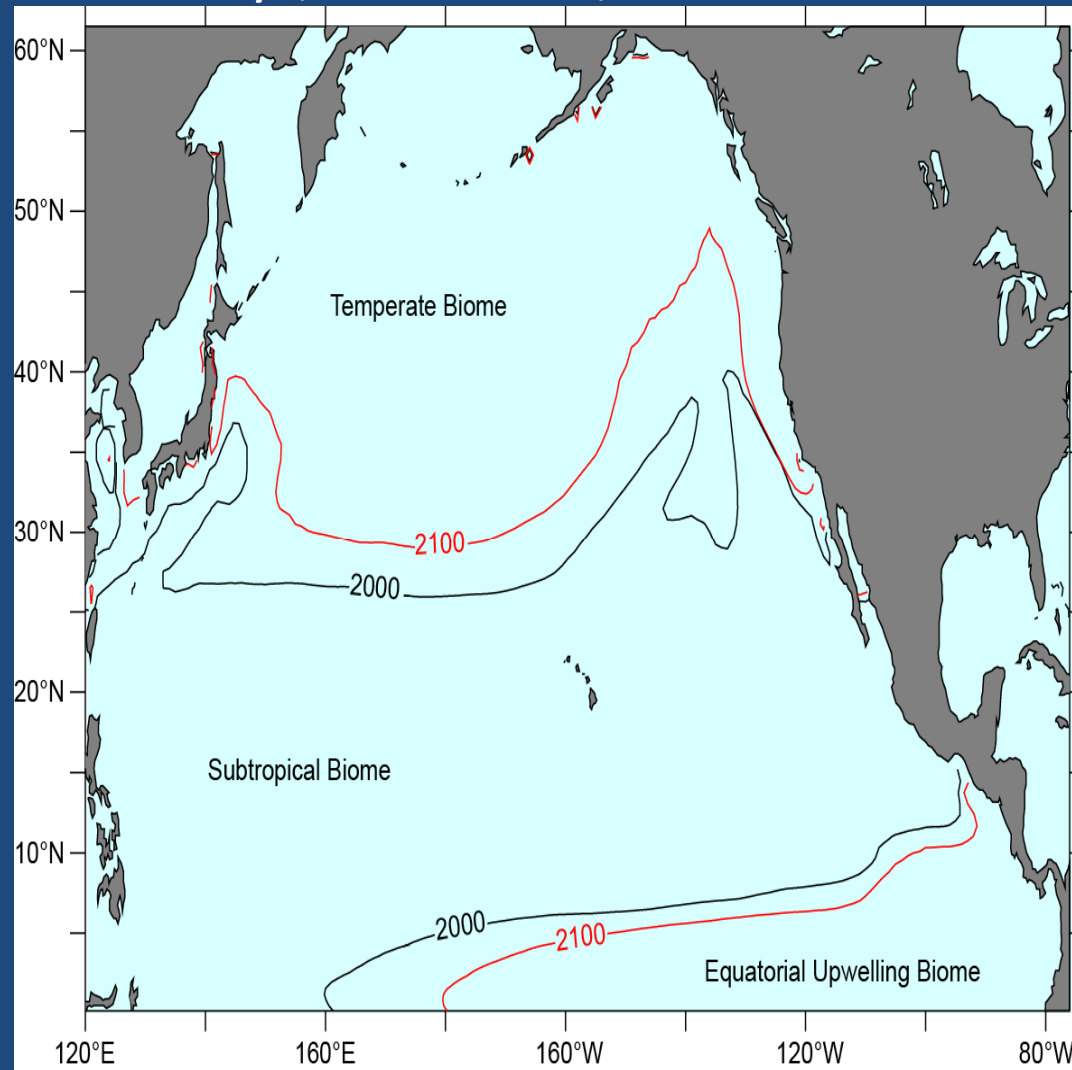 60°N
50°N
Temperate Biome
40°N
30°N
2100
2000
20°N
Subtropical Biome
10°N
2000
2100
Equatorial Upwelling Biome
120°E 160°E 160°W 120°W 80°W